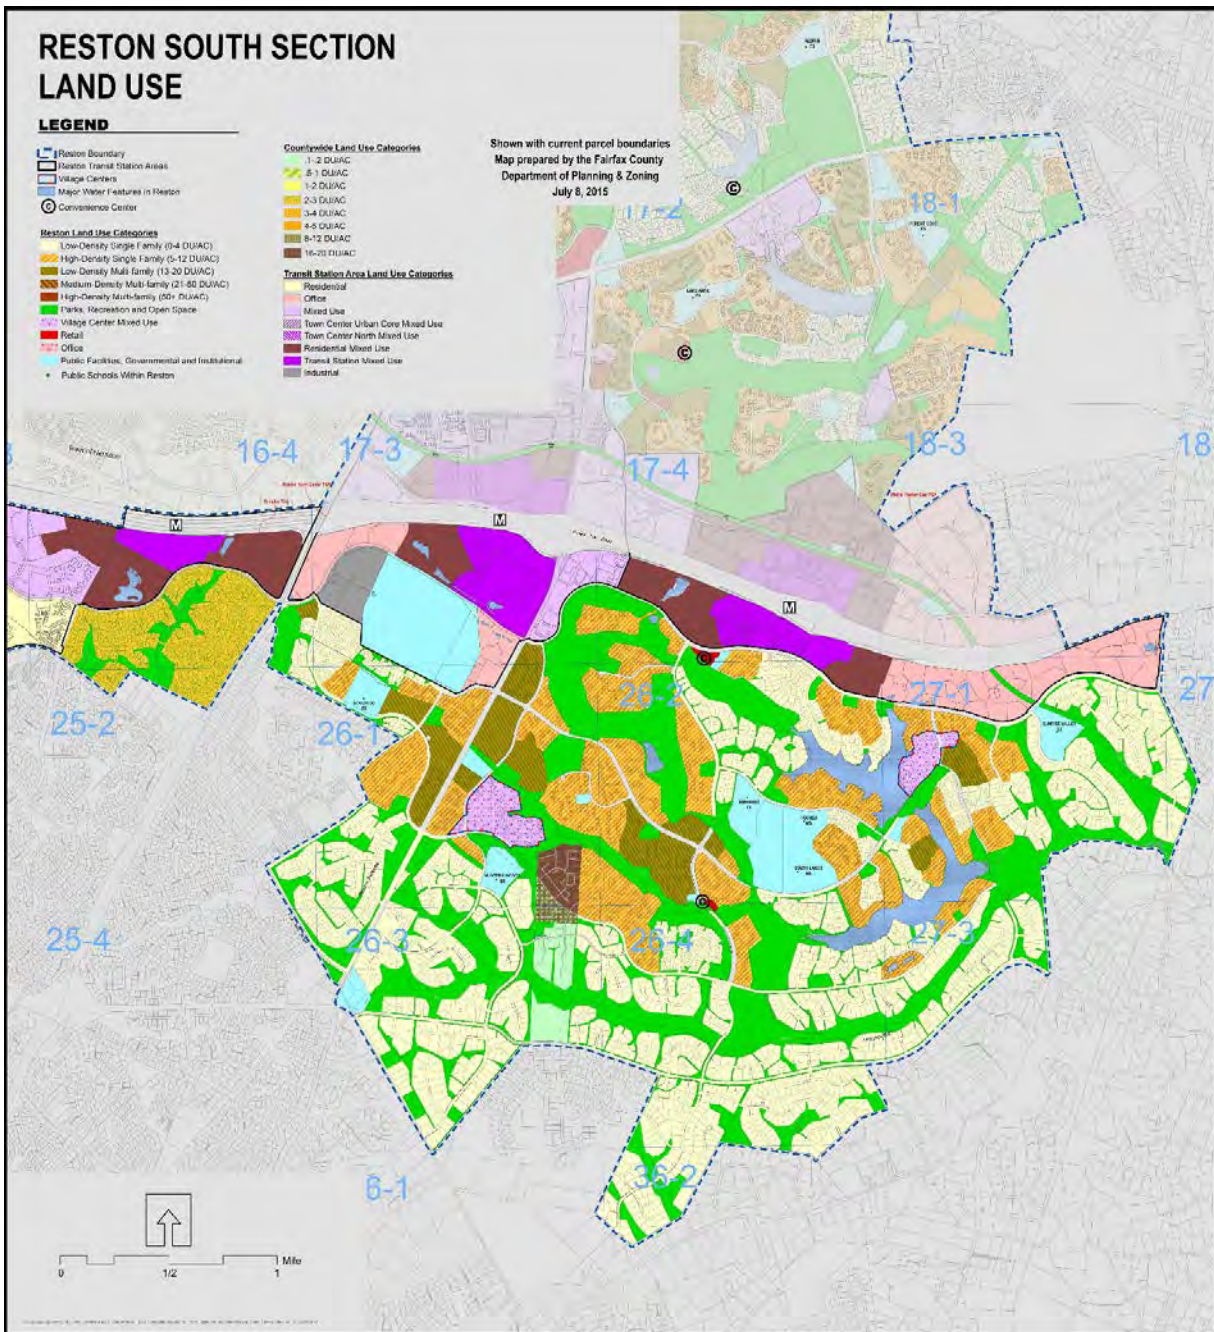 RESTON SOUTH SECTION
LAND USE
LEGEND
Reston Boundary
Reston Transit Station Areas
Village Centers
Major Water Features in Reston
C Convenience Center
Reston Land Use Categories
Low-Density Single Family (0-4 DU/AC)
High-Density Single Family (5-12 DU/AC)
Low-Density Multi-family (13-20 DU/AC)
Medium-Density Multi-family (21-50 DU/AC)
High-Density Multi-family (50+ DU/AC)
Parks, Recreation and Open Space
Village Center Mixed Use
Retail
Office
Public Facilities, Governmental and Institutional
Public Schools Within Reston
Countywide Land Use Categories
.1-.2 DU/AC
.5-1 DU/AC
1-2 DU/AC
2-3 DU/AC
3-4 DU/AC
4-5 DU/AC
8-12 DU/AC
16-20 DU/AC
Transit Station Area Land Use Categories
Residential
Office
Mixed Use
Town Center Urban Core Mixed Use
Town Center North Mixed Use
Residential Mixed Use
Transit Station Mixed Use
Industrial
Shown with current parcel boundaries
Map prepared by the Fairfax County
Department of Planning & Zoning
July 8, 2015
C
17-2
18-1
C
16-4
17-3
17-4
18-3
18-
M
M
M
C
25-2
26-1
26-2
27-1
27
SOUTH LAKES
C
25-4
26-3
26-4
27-3
6-1
36-2
0
1/2
1
Mile